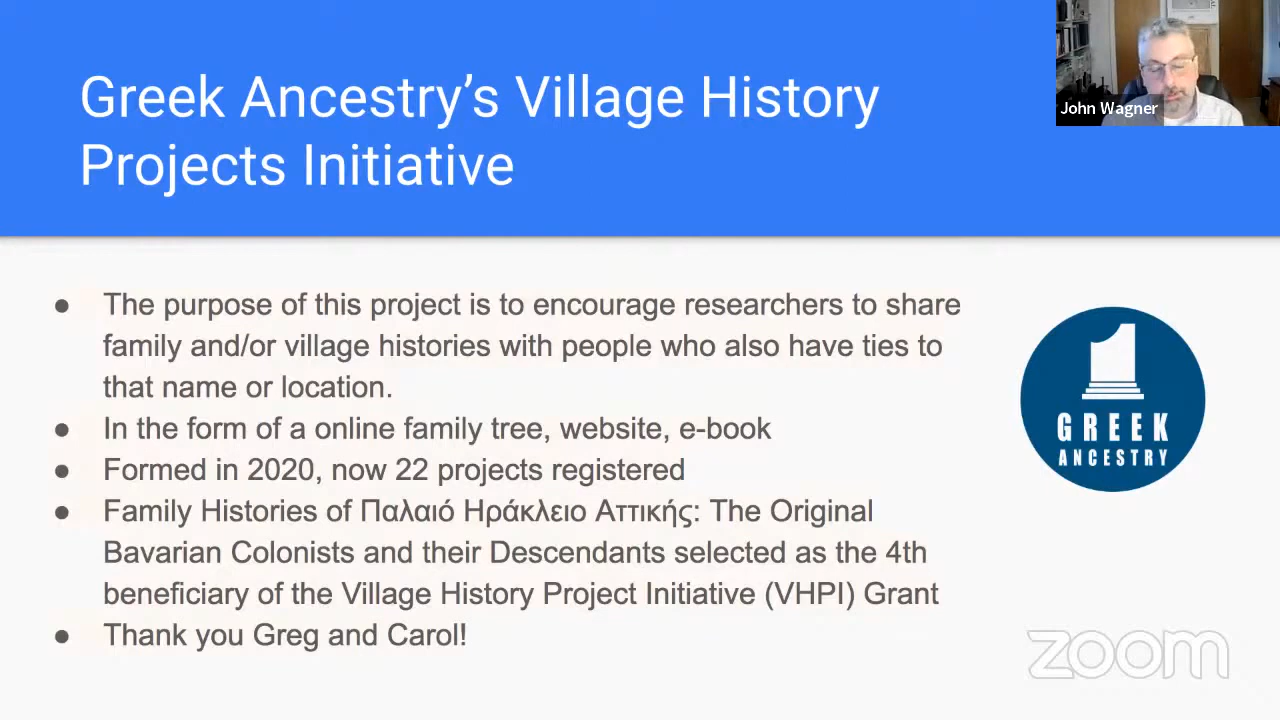 Greek Ancestry’s Village History
Projects Initiative
John Wagner
● The purpose of this project is to encourage researchers to share
family and/or village histories with people who also have ties to
that name or location.
● In the form of a online family tree, website, e-book
● Formed in 2020, now 22 projects registered
● Family Histories of Παλαιό Ηράκλειο Αττικής: The Original
Bavarian Colonists and their Descendants selected as the 4th
beneficiary of the Village History Project Initiative (VHPI) Grant
● Thank you Greg and Carol!
GREEK
ANCESTRY
zoom